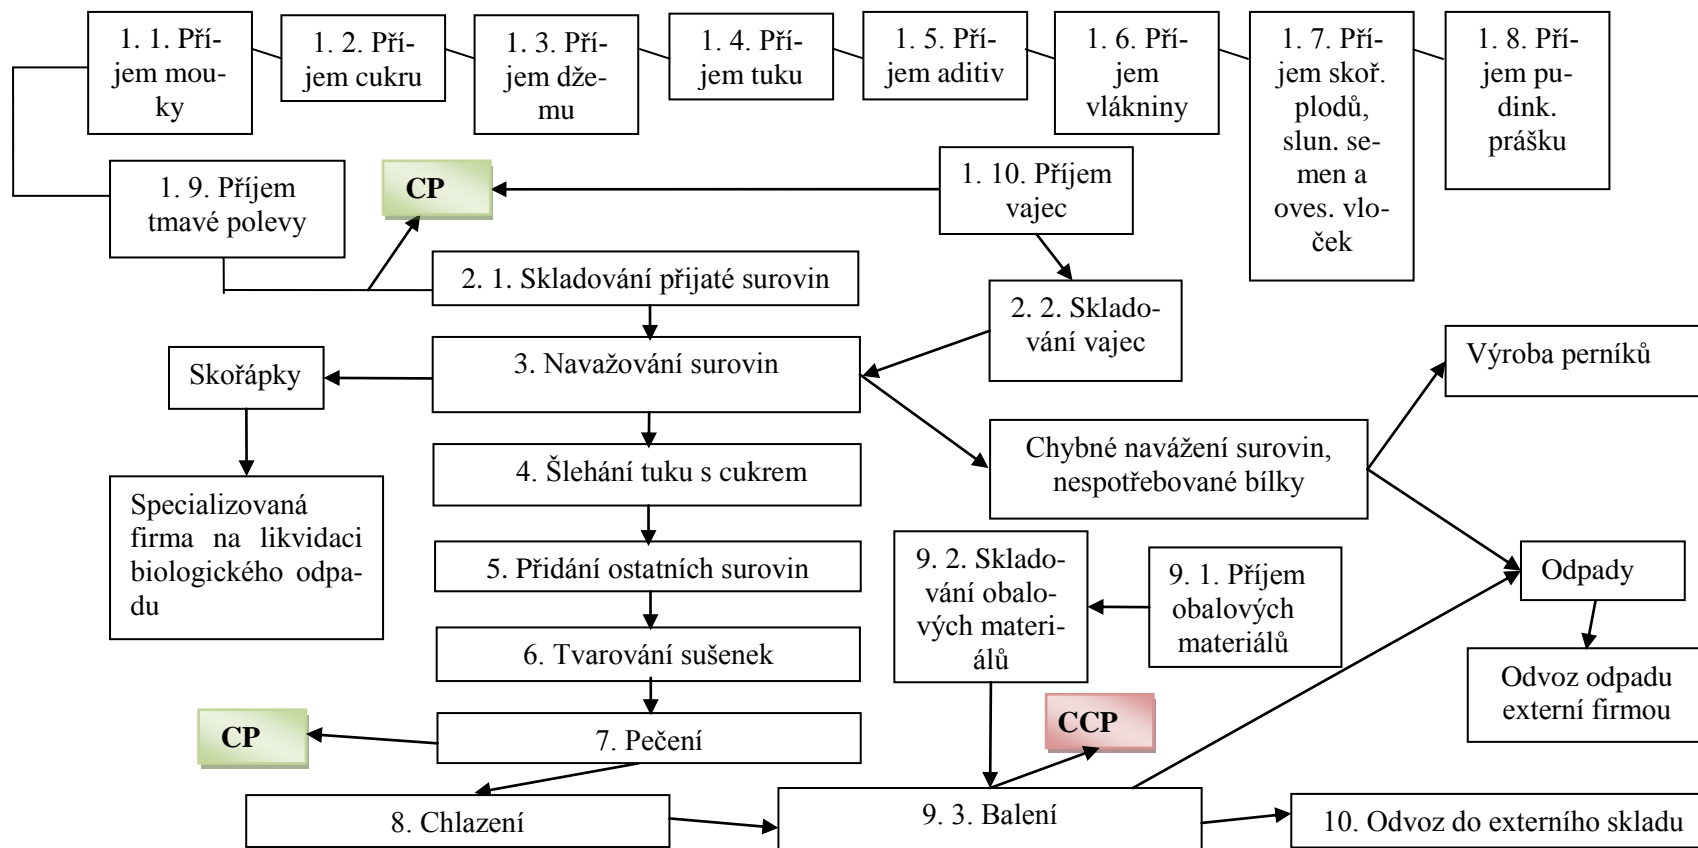 1. 1. Pří-
jem mou-
ky
1. 2. Pří-
jem cukru
1. 3. Pří-
jem dže-
mu
1. 4. Pří-
jem tuku
1. 5. Pří-
jem aditiv
1. 6. Pří-
jem
vlákniny
1. 7. Pří-
jem skoř.
plodů,
slun. se-
men a
oves. vlo-
ček
1. 8. Pří-
jem pu-
dink.
prášku
1. 9. Příjem
tmavé polevy
CP
1. 10. Příjem
vajec
2. 1. Skladování přijaté surovin
2. 2. Sklado-
vání vajec
Skořápky
3. Navažování surovin
Výroba perníků
Chybné navážení surovin,
nespotřebované bílky
4. Šlehání tuku s cukrem
Specializovaná
firma na likvidaci
biologického odpa-
du
5. Přidání ostatních surovin
9. 2. Sklado-
vání obalo-
vých materi-
álů
9. 1. Příjem
obalových
materiálů
Odpady
6. Tvarování sušenek
Odvoz odpadu
externí firmou
CP
7. Pečení
CCP
8. Chlazení
9. 3. Balení
10. Odvoz do externího skladu